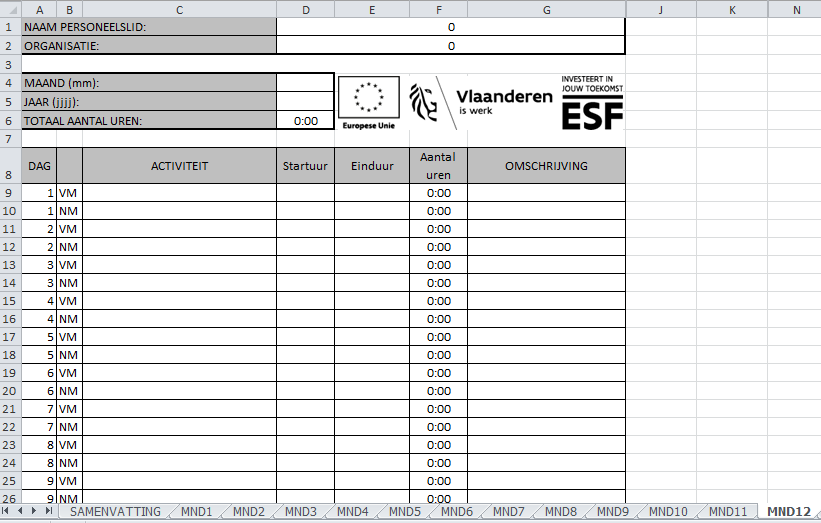 A B C D E F G J K N
1 NAAM PERSONEELSLID: 0
2 ORGANISATIE: 0
3
4 MAAND (mm):
5 JAAR (jjjj):
6 TOTAAL AANTAL UREN: 0:00
Europese Unie
Vlaanderen
is werk
INVESTEERT IN
JOUW TOEKOMST
ESF
7
8 DAG ACTIVITEIT Startuur Einduur Aantal uren OMSCHRIJVING
9 1 VM 0:00
10 1 NM 0:00
11 2 VM 0:00
12 2 NM 0:00
13 3 VM 0:00
14 3 NM 0:00
15 4 VM 0:00
16 4 NM 0:00
17 5 VM 0:00
18 5 NM 0:00
19 6 VM 0:00
20 6 NM 0:00
21 7 VM 0:00
22 7 NM 0:00
23 8 VM 0:00
24 8 NM 0:00
25 9 VM 0:00
26 9 NM 0:00
SAMENVATTING MND1 MND2 MND3 MND4 MND5 MND6 MND7 MND8 MND9 MND10 MND11 MND12